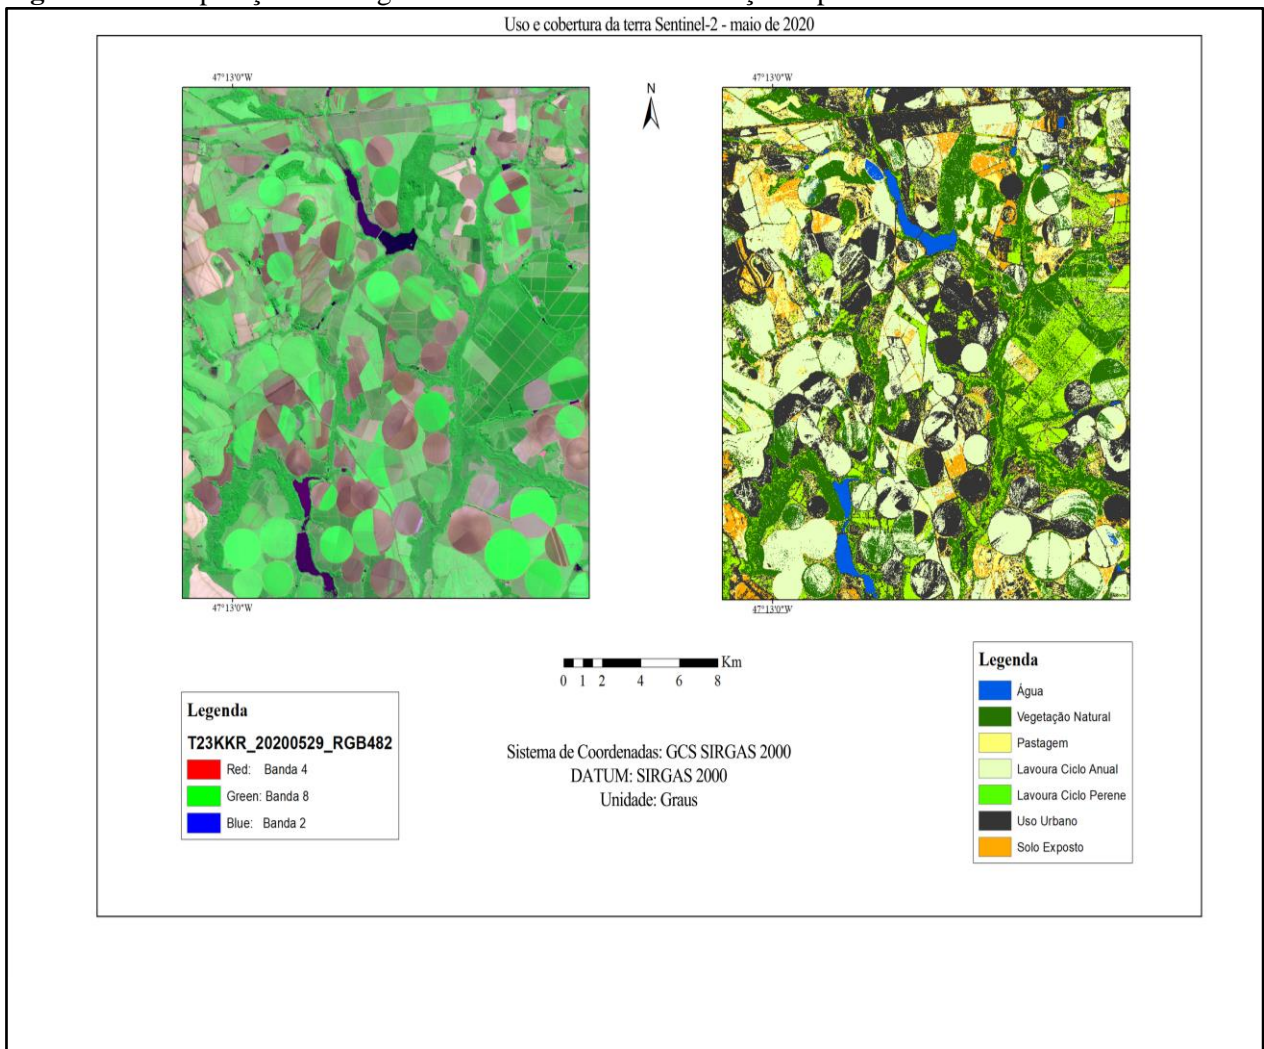 Uso e cobertura da terra Sentinel-2 - maio de 2020
47°13'0"W
N
47°13'0"W
47°13'0"W
47°13'0"W
Km
0 1 2 4 6 8
Legenda
T23KKR_20200529_RGB482
Red: Banda 4
Green: Banda 8
Blue: Banda 2
Sistema de Coordenadas: GCS SIRGAS 2000
DATUM: SIRGAS 2000
Unidade: Graus
Legenda
Água
Vegetação Natural
Pastagem
Lavoura Ciclo Anual
Lavoura Ciclo Perene
Uso Urbano
Solo Exposto